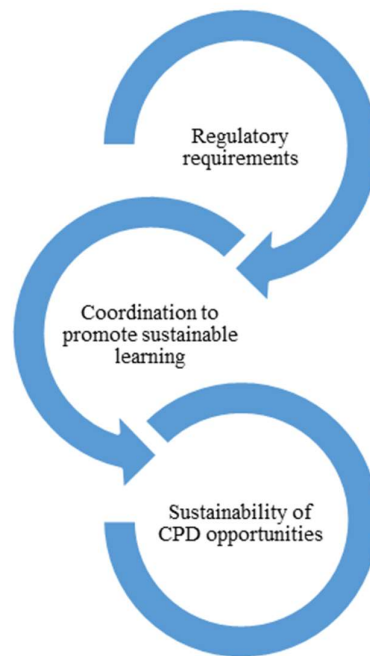 Regulatory
requirements
Coordination to
promote sustainable
learning
Sustainability of
CPD opportunities